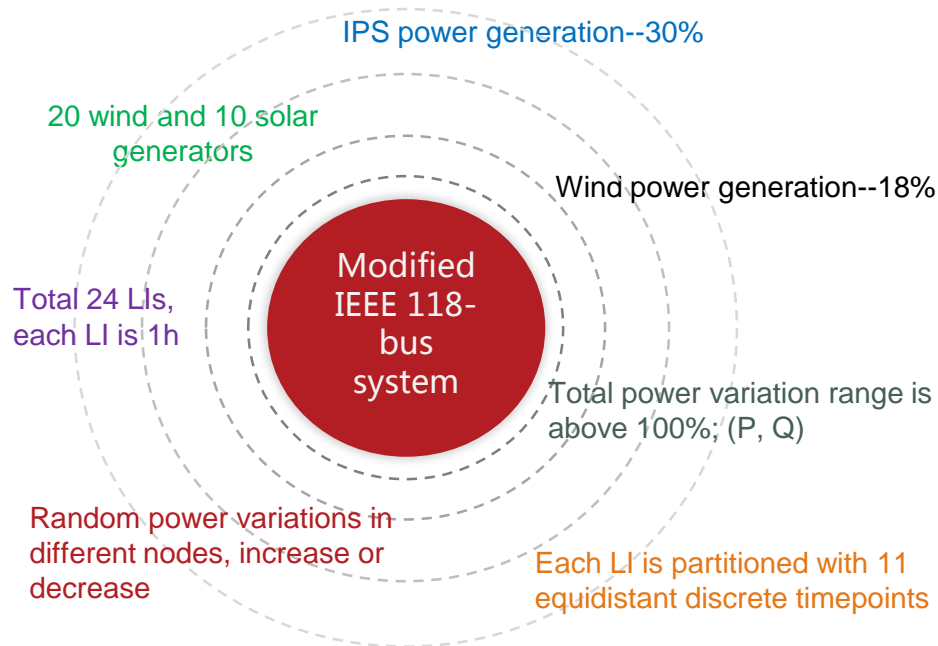 IPS power generation--30%
20 wind and 10 solar
generators
Wind power generation--18%
Modified
IEEE 118-
bus
system
Total 24 LIs,
each LI is 1h
Total power variation range is
above 100%; (P, Q)
Random power variations in
different nodes, increase or
decrease
Each LI is partitioned with 11
equidistant discrete timepoints